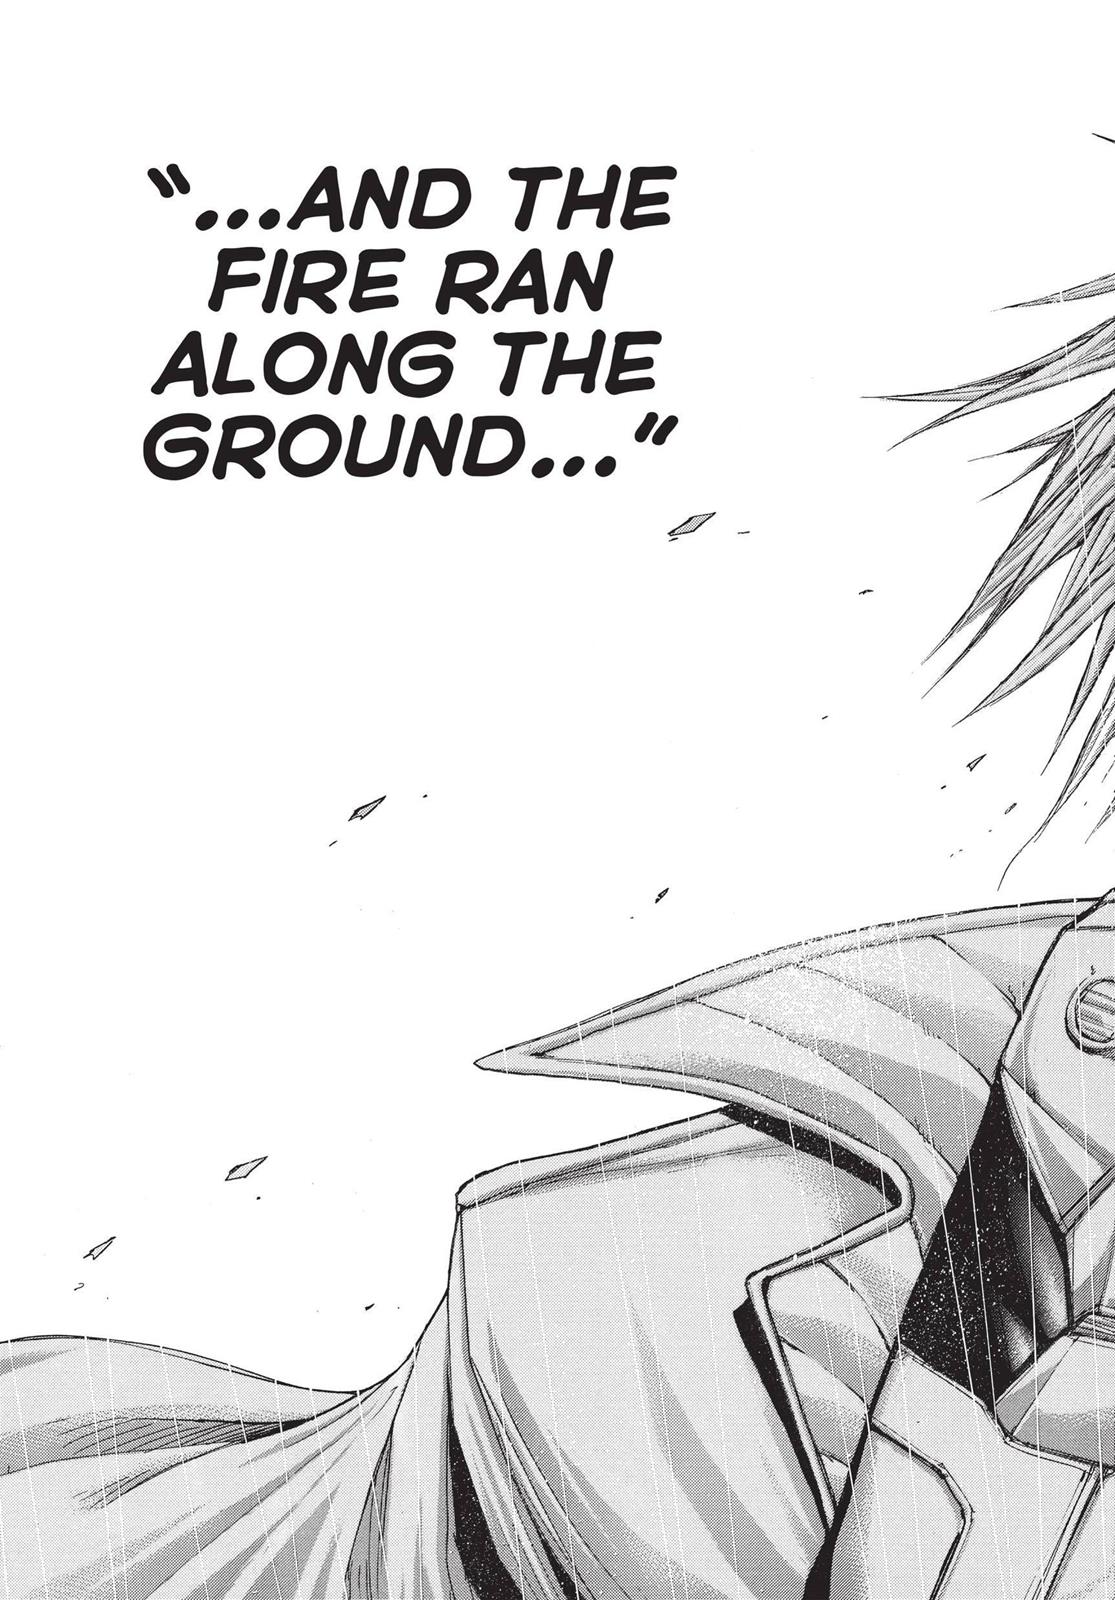 "...AND THE
FIRE RAN
ALONG THE
GROUND..."